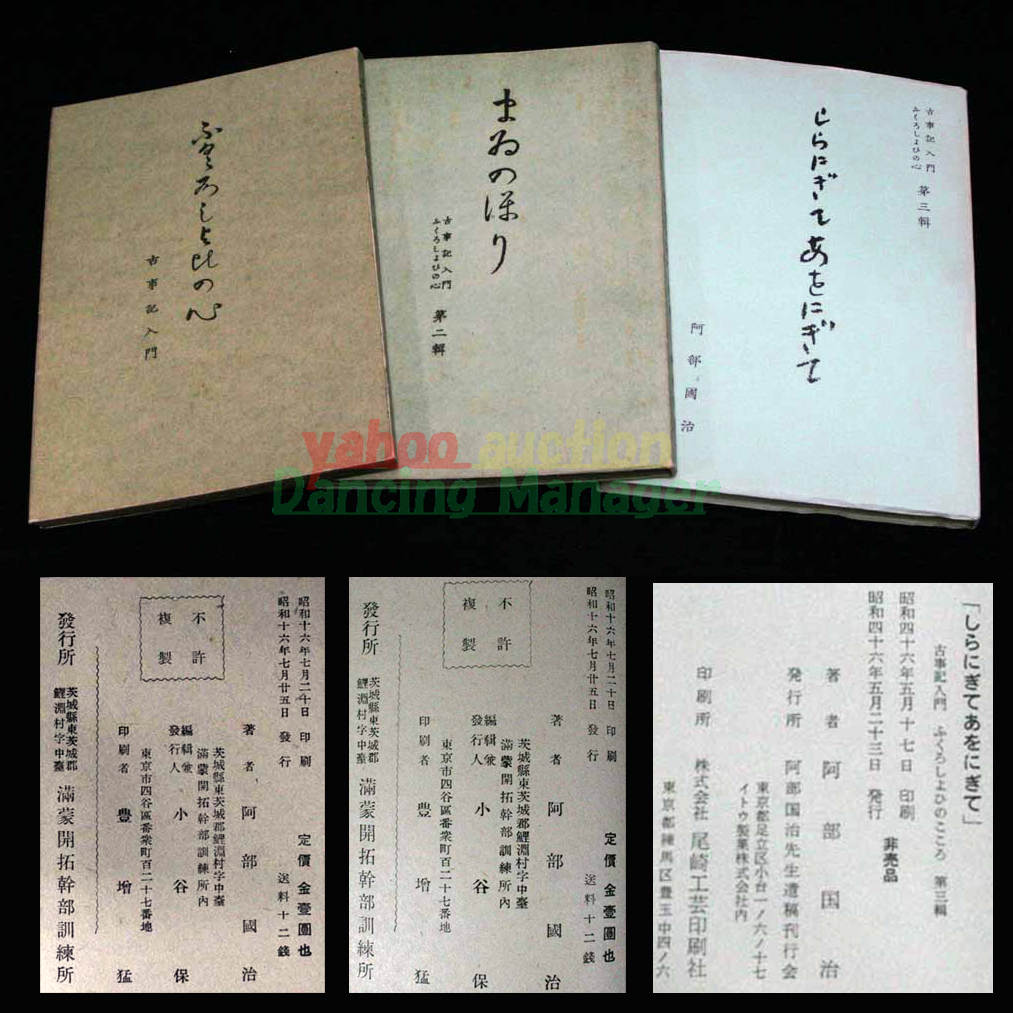 ふくろしよひの心
古事記入門
まゐのぼり
古事記入門
ふくろしよひの心
第二輯
古事記入門
ふくろしよひの心
第三輯
しらにぎてあをにぎて
阿部國治
yahoo auction
Dancing Manager
昭和十六年七月二十日 印刷
昭和十六年七月廿五日 發行
定價 金壹圓也
送料十二錢
不許
複製
著者 阿部國治
茨城縣東茨城郡鯉淵村字中臺
滿蒙開拓幹部訓練所內
編輯兼
發行人 小谷保
東京市四谷區番衆町百二十七番地
印刷者 豊增猛
發行所
茨城縣東茨城郡
鯉淵村字中臺
滿蒙開拓幹部訓練所
昭和十六年七月二十日 印刷
昭和十六年七月廿五日 發行
定價 金壹圓也
送料十二錢
不許
複製
著者 阿部國治
茨城縣東茨城郡鯉淵村字中臺
滿蒙開拓幹部訓練所內
編輯兼
發行人 小谷保
東京市四谷區番衆町百二十七番地
印刷者 豊增猛
發行所
茨城縣東茨城郡
鯉淵村字中臺
滿蒙開拓幹部訓練所
「しらにぎてあをにぎて」
古事記入門 ふくろしよひのこころ 第三輯
昭和四十六年五月十七日 印刷
昭和四十六年五月二十三日 発行
非売品
著者 阿部国治
発行所 阿部国治先生遺稿刊行会
東京都足立区小台一ノ六ノ十七
イトウ製菓株式会社内
印刷所 株式会社 尾崎工芸印刷社
東京都練馬区豊玉中四ノ六